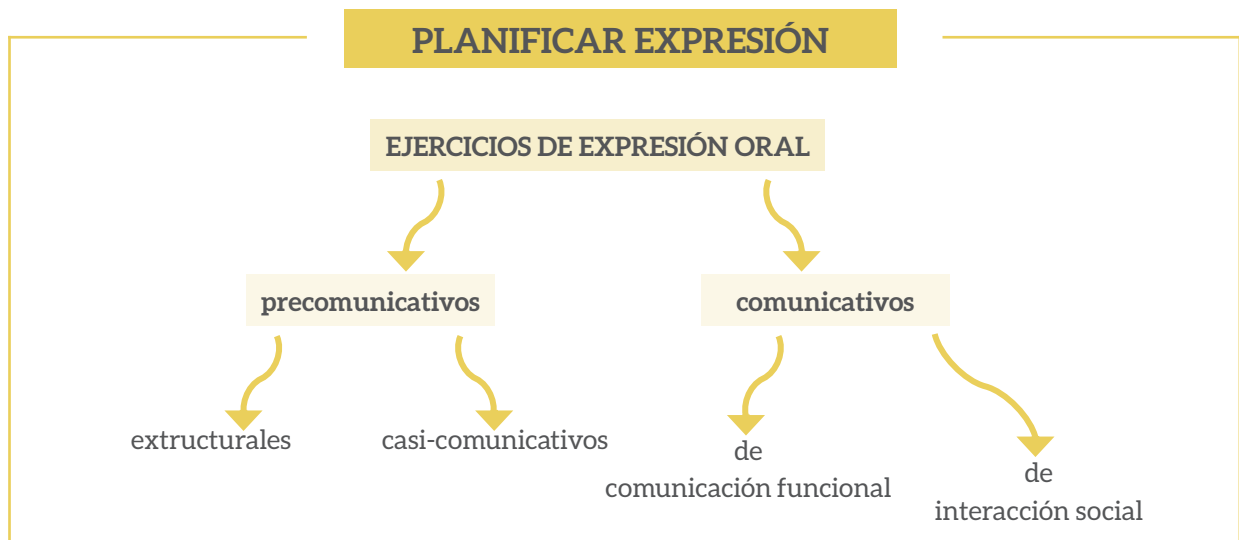 PLANIFICAR EXPRESIÓN
EJERCICIOS DE EXPRESIÓN ORAL
precomunicativos
comunicativos
extructurales
casi-comunicativos
de
comunicación funcional
de
interacción social